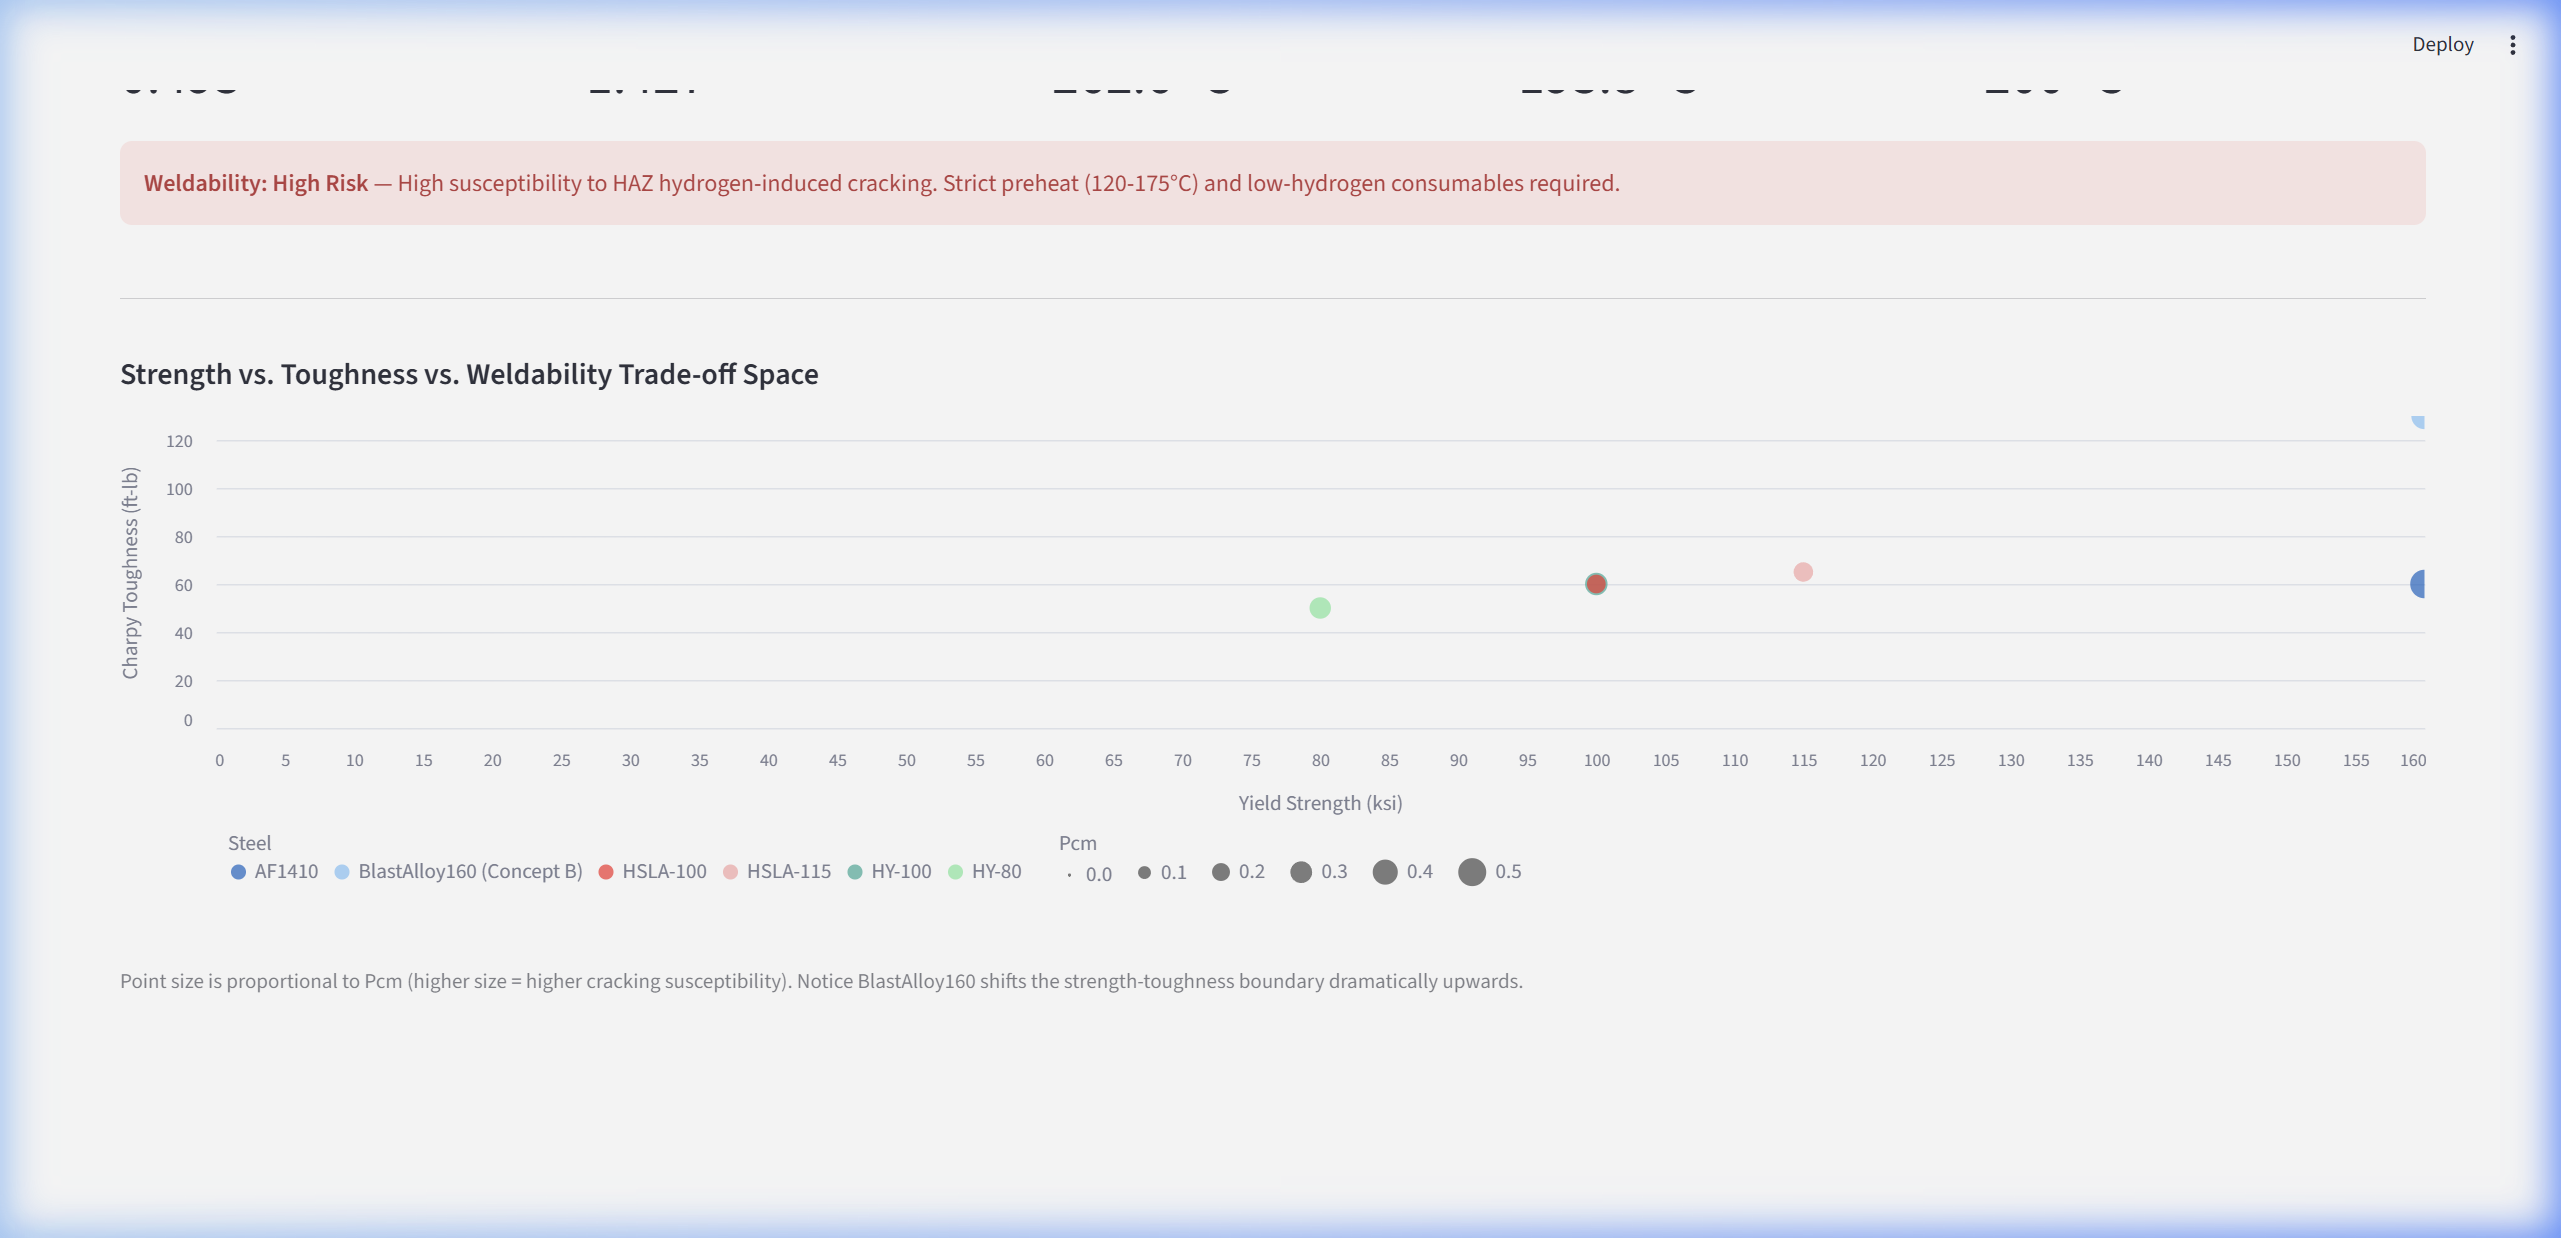 Deploy
Weldability: High Risk — High susceptibility to HAZ hydrogen-induced cracking. Strict preheat (120-175°C) and low-hydrogen consumables required.
Strength vs. Toughness vs. Weldability Trade-off Space
Charpy Toughness (ft-lb)
120
100
80
60
40
20
0
0 5 10 15 20 25 30 35 40 45 50 55 60 65 70 75 80 85 90 95 100 105 110 115 120 125 130 135 140 145 150 155 160
Yield Strength (ksi)
Steel
AF1410 BlastAlloy160 (Concept B) HSLA-100 HSLA-115 HY-100 HY-80
Pcm
0.0 0.1 0.2 0.3 0.4 0.5
Point size is proportional to Pcm (higher size = higher cracking susceptibility). Notice BlastAlloy160 shifts the strength-toughness boundary dramatically upwards.